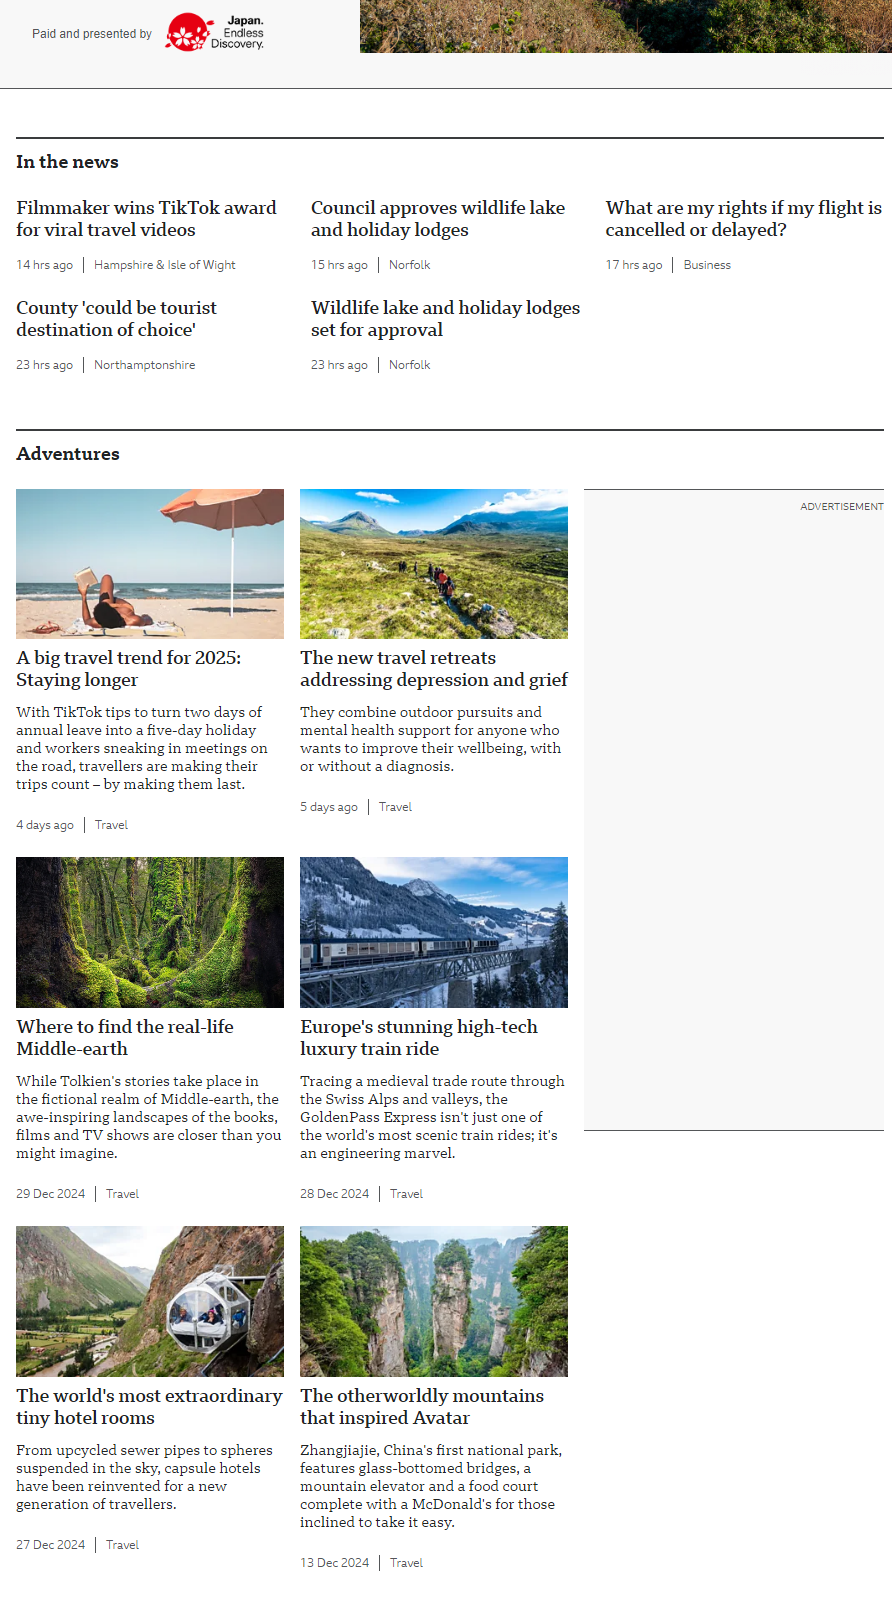 Paid and presented by
Japan.
Endless
Discovery.
In the news
Filmmaker wins TikTok award
for viral travel videos
14 hrs ago | Hampshire & Isle of Wight
Council approves wildlife lake
and holiday lodges
15 hrs ago | Norfolk
What are my rights if my flight is
cancelled or delayed?
17 hrs ago | Business
County 'could be tourist
destination of choice'
23 hrs ago | Northamptonshire
Wildlife lake and holiday lodges
set for approval
23 hrs ago | Norfolk
Adventures
ADVERTISEMENT
A big travel trend for 2025:
Staying longer
With TikTok tips to turn two days of
annual leave into a five-day holiday
and workers sneaking in meetings on
the road, travellers are making their
trips count – by making them last.
4 days ago | Travel
The new travel retreats
addressing depression and grief
They combine outdoor pursuits and
mental health support for anyone who
wants to improve their wellbeing, with
or without a diagnosis.
5 days ago | Travel
Where to find the real-life
Middle-earth
While Tolkien's stories take place in
the fictional realm of Middle-earth, the
awe-inspiring landscapes of the books,
films and TV shows are closer than you
might imagine.
29 Dec 2024 | Travel
Europe's stunning high-tech
luxury train ride
Tracing a medieval trade route through
the Swiss Alps and valleys, the
GoldenPass Express isn't just one of
the world's most scenic train rides; it's
an engineering marvel.
28 Dec 2024 | Travel
The world's most extraordinary
tiny hotel rooms
From upcycled sewer pipes to spheres
suspended in the sky, capsule hotels
have been reinvented for a new
generation of travellers.
27 Dec 2024 | Travel
The otherworldly mountains
that inspired Avatar
Zhangjiajie, China's first national park,
features glass-bottomed bridges, a
mountain elevator and a food court
complete with a McDonald's for those
inclined to take it easy.
13 Dec 2024 | Travel